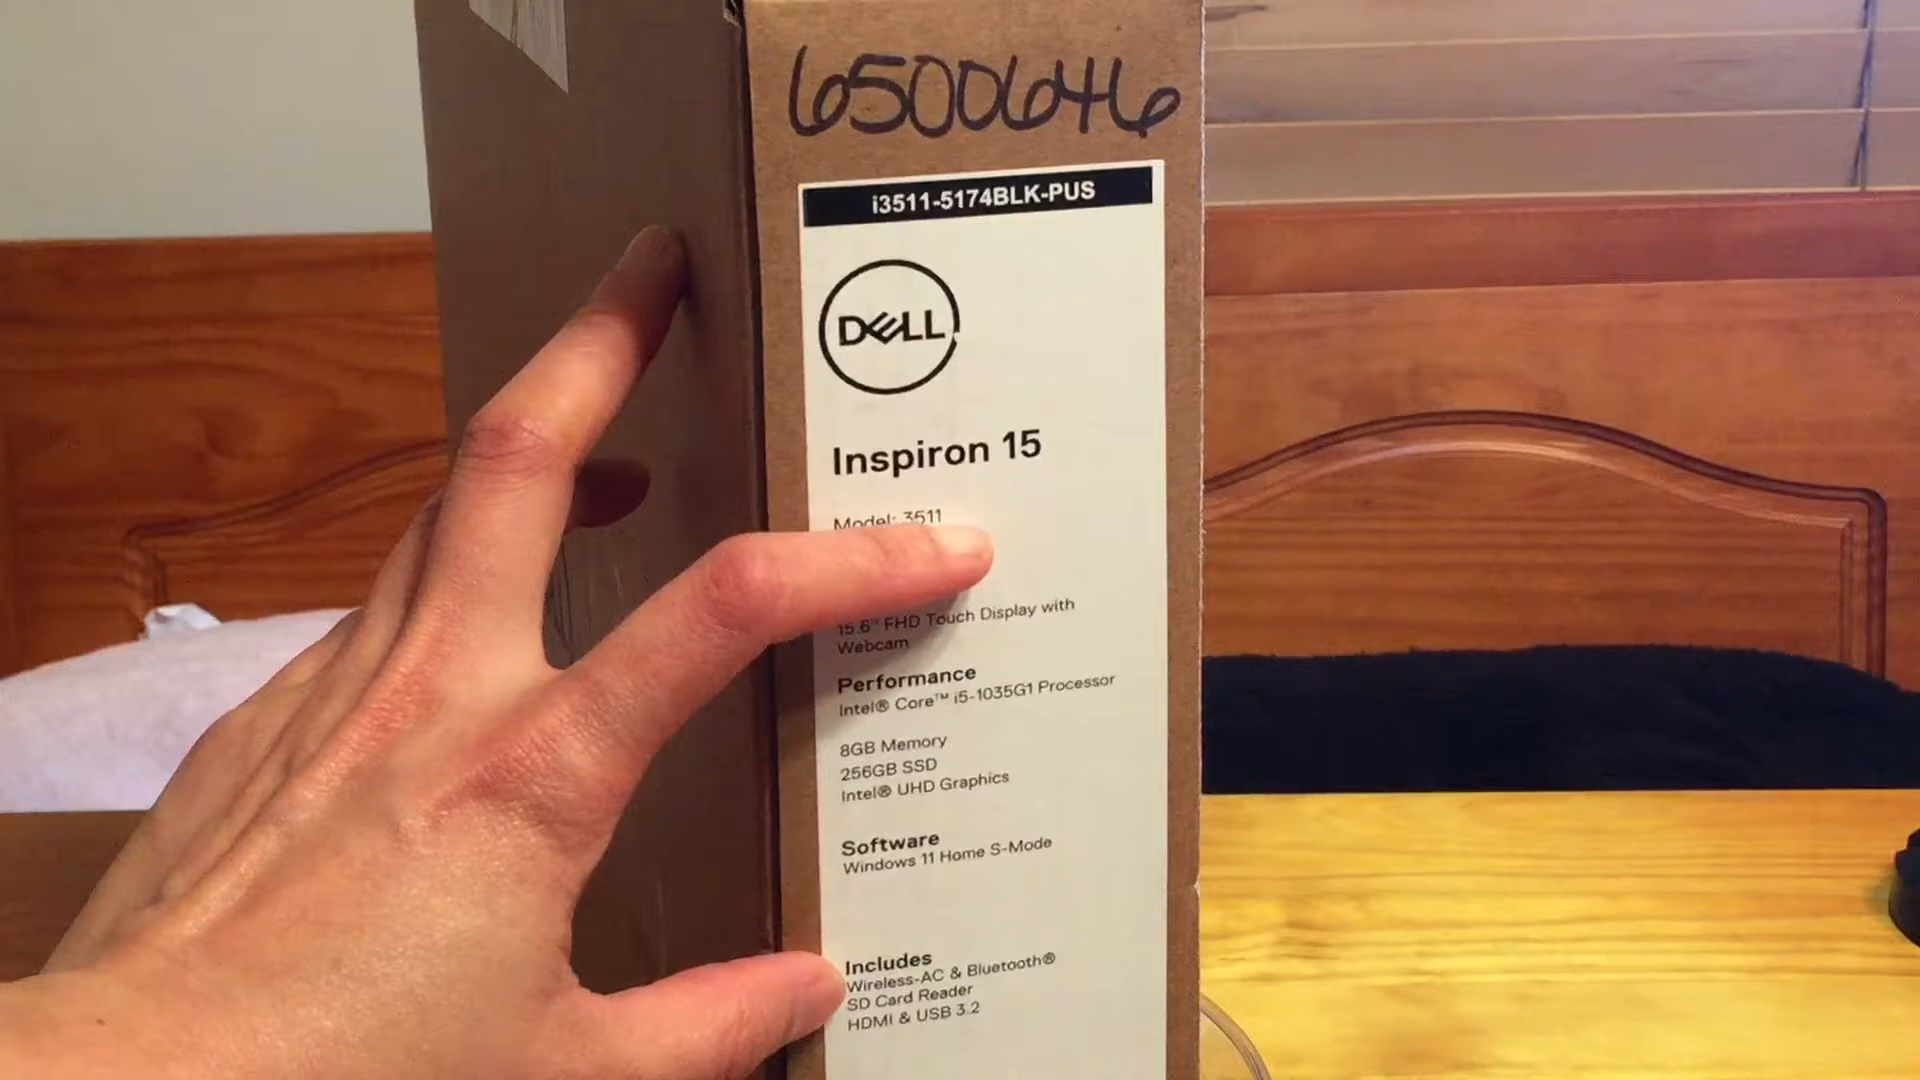 6500646
i3511-5174BLK-PUS
DELL
Inspiron 15
Model: 3511
15.6" FHD Touch Display with
Webcam
Performance
Intel® Core™ i5-1035G1 Processor
8GB Memory
256GB SSD
Intel® UHD Graphics
Software
Windows 11 Home S-Mode
Includes
Wireless-AC & Bluetooth®
SD Card Reader
HDMI & USB 3.2